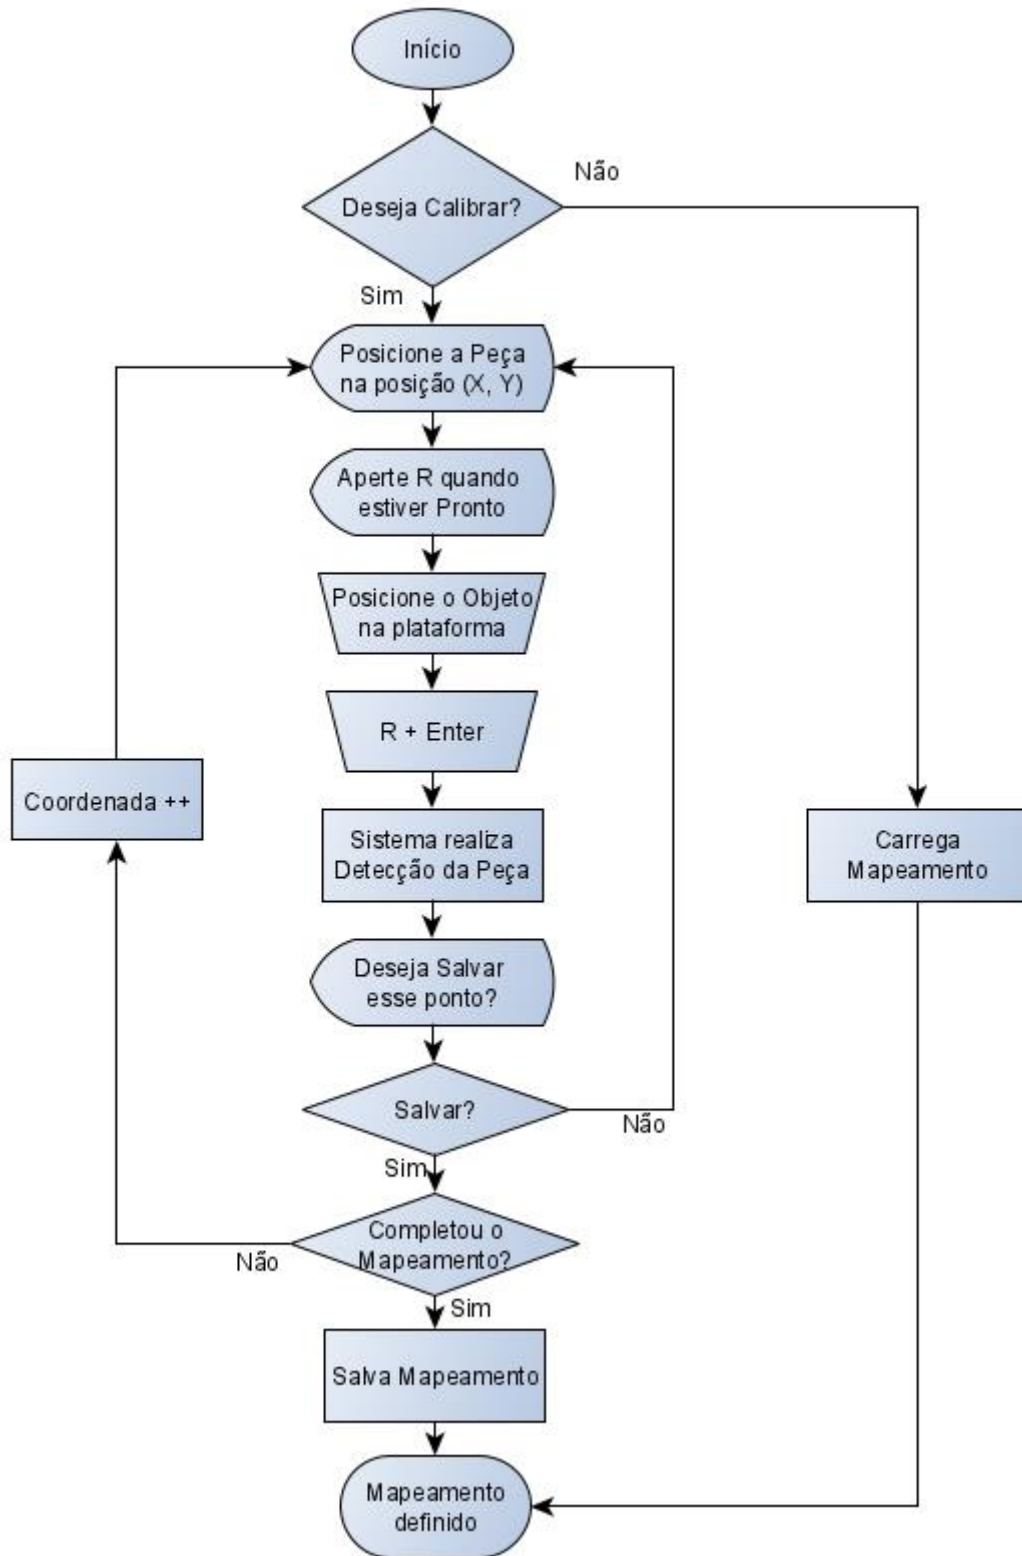 Início
Deseja Calibrar?
Não
Sim
Posicione a Peça
na posição (X, Y)
Aperte R quando
estiver Pronto
Posicione o Objeto
na plataforma
R + Enter
Coordenada ++
Sistema realiza
Detecção da Peça
Carrega
Mapeamento
Deseja Salvar
esse ponto?
Salvar?
Não
Sim
Completou o
Mapeamento?
Não
Sim
Salva Mapeamento
Mapeamento
definido